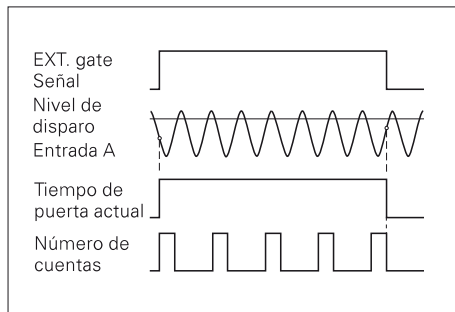 EXT. gate
Señal
Nivel de
disparo
Entrada A
Tiempo de
puerta actual
Número de
cuentas